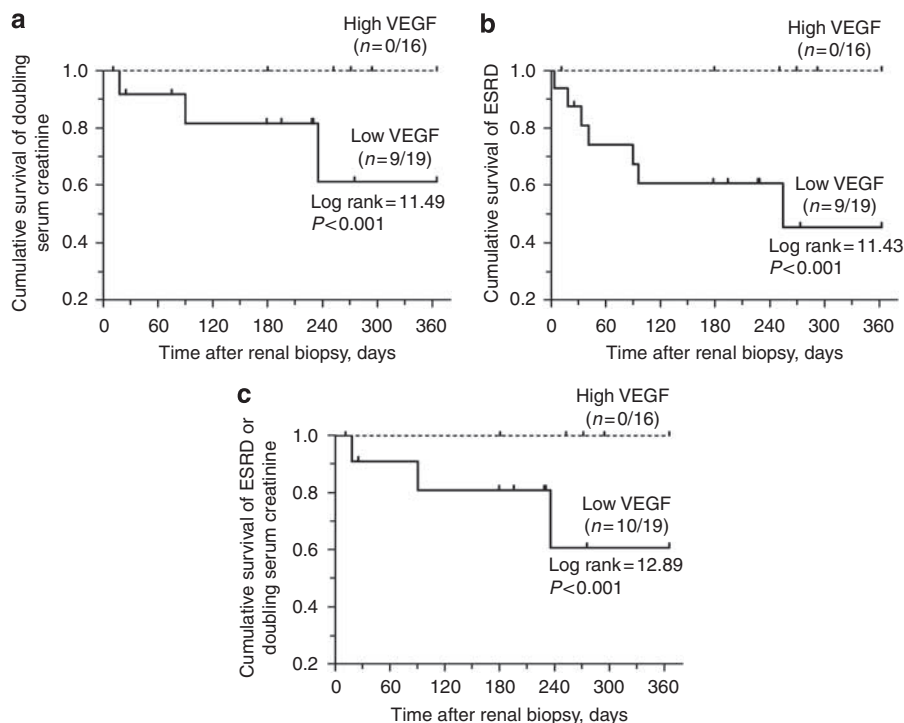 a
High VEGF
(n=0/16)
Cumulative survival of doubling
serum creatinine
1.0
0.8
0.6
0.4
0.2
Low VEGF
(n=9/19)
Log rank=11.49
P<0.001
0 60 120 180 240 300 360
Time after renal biopsy, days
b
High VEGF
(n=0/16)
Cumulative survival of ESRD
1.0
0.8
0.6
0.4
0.2
Low VEGF
(n=9/19)
Log rank=11.43
P<0.001
0 60 120 180 240 300 360
Time after renal biopsy, days
c
High VEGF
(n=0/16)
Cumulative survival of ESRD or
doubling serum creatinine
1.0
0.8
0.6
0.4
0.2
Low VEGF
(n=10/19)
Log rank=12.89
P<0.001
0 60 120 180 240 300 360
Time after renal biopsy, days